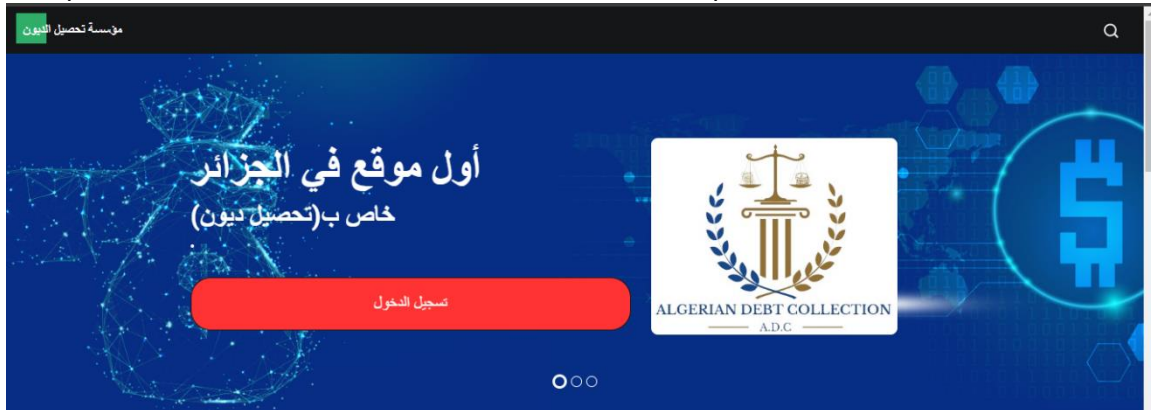 مؤسسة تحصيل الديون
أول موقع في الجزائر
خاص ب(تحصيل ديون)
.
تسجيل الدخول
ALGERIAN DEBT COLLECTION
A.D.C